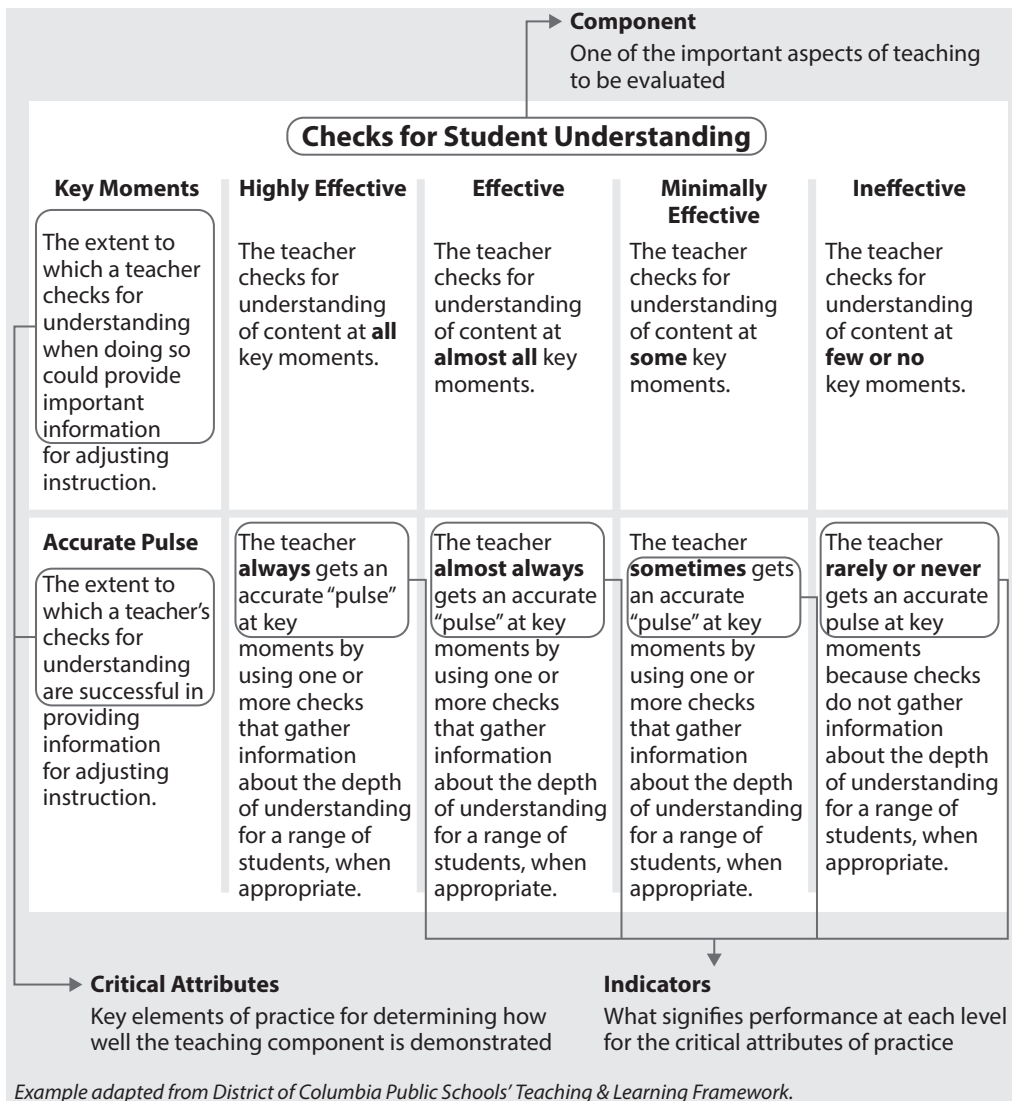 Component
One of the important aspects of teaching
to be evaluated
Checks for Student Understanding
Key Moments
The extent to
which a teacher
checks for
understanding
when doing so
could provide
important
information
for adjusting
instruction.
Highly Effective
The teacher
checks for
understanding
of content at all
key moments.
Effective
The teacher
checks for
understanding
of content at
almost all key
moments.
Minimally
Effective
The teacher
checks for
understanding
of content at
some key
moments.
Ineffective
The teacher
checks for
understanding
of content at
few or no
key moments.
Accurate Pulse
The extent to
which a teacher’s
checks for
understanding
are successful in
providing
information
for adjusting
instruction.
The teacher
always gets an
accurate “pulse”
at key
moments by
using one or
more checks
that gather
information
about the depth
of understanding
for a range of
students, when
appropriate.
The teacher
almost always
gets an accurate
“pulse” at key
moments by
using one or
more checks
that gather
information
about the depth
of understanding
for a range of
students, when
appropriate.
The teacher
sometimes gets
an accurate
“pulse” at key
moments by
using one or
more checks
that gather
information
about the depth
of understanding
for a range of
students, when
appropriate.
The teacher
rarely or never
gets an accurate
pulse at key
moments
because checks
do not gather
information
about the depth
of understanding
for a range of
students, when
appropriate.
Critical Attributes
Key elements of practice for determining how
well the teaching component is demonstrated
Indicators
What signifies performance at each level
for the critical attributes of practice
Example adapted from District of Columbia Public Schools’ Teaching & Learning Framework.